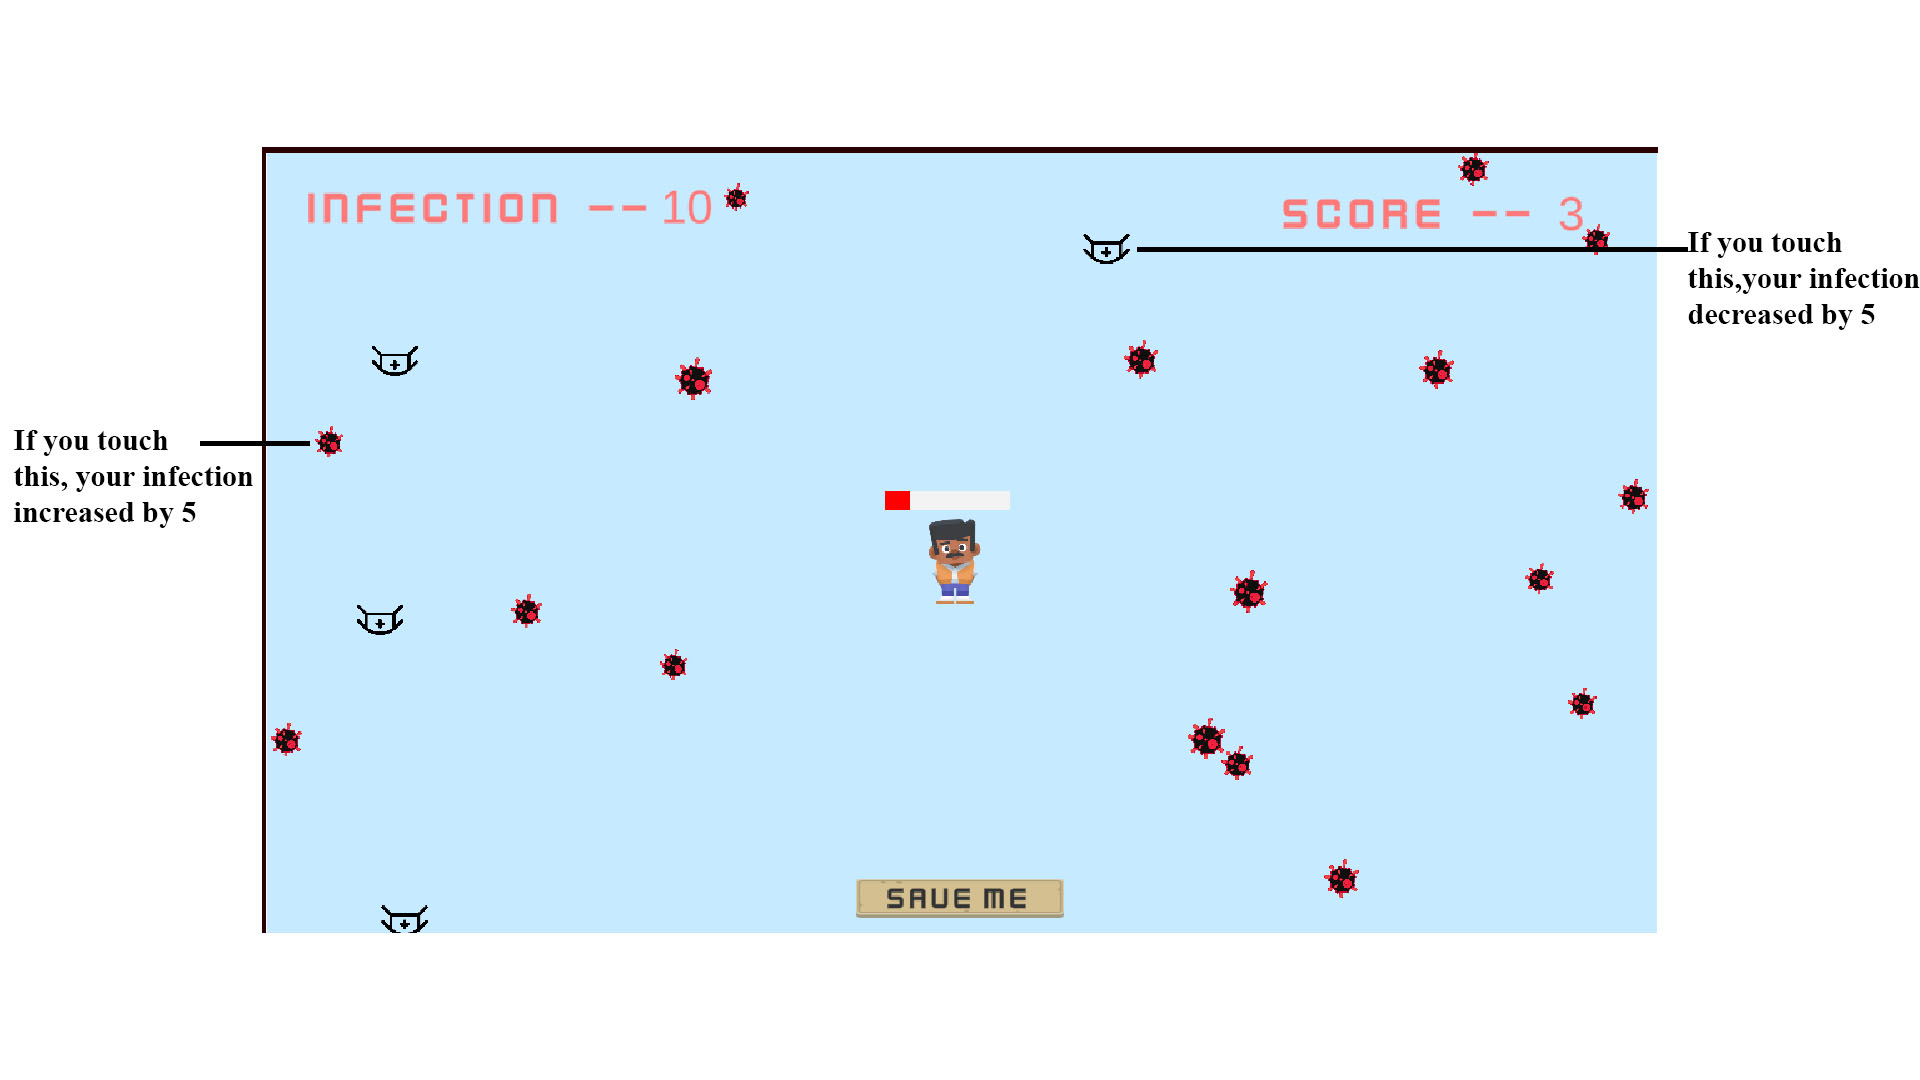 INFECTION -- 10
SCORE -- 3
If you touch
this,your infection
decreased by 5
If you touch
this, your infection
increased by 5
SAVE ME